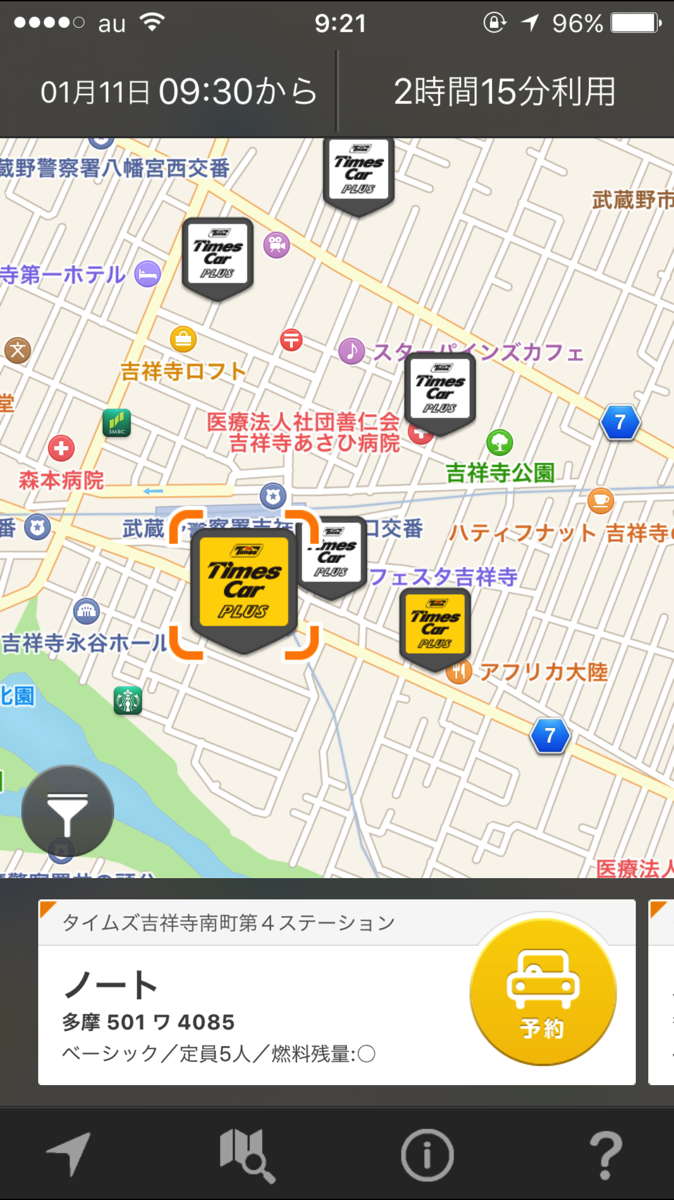 au 9:21 96%
01月11日 09:30から
2時間15分利用
蔵野警察署八幡宮西交番
Times
Car
PLUS
武蔵野市
Times
Car
PLUS
寺第一ホテル
スターパインズカフェ
吉祥寺ロフト
Times
Car
PLUS
堂
7
SMBC
医療法人社団善仁会
吉祥寺あさひ病院
吉祥寺公園
森本病院
番
武蔵
口交番
ハティフナット 吉祥寺
Times
Car
PLUS
Times
Car
PLUS
フェスタ吉祥寺
Times
Car
PLUS
吉祥寺永谷ホール
アフリカ大陸
北園
7
医療法人
タイムズ吉祥寺南町第4ステーション
ノート
多摩 501 ワ 4085
ベーシック／定員5人／燃料残量:○
予約